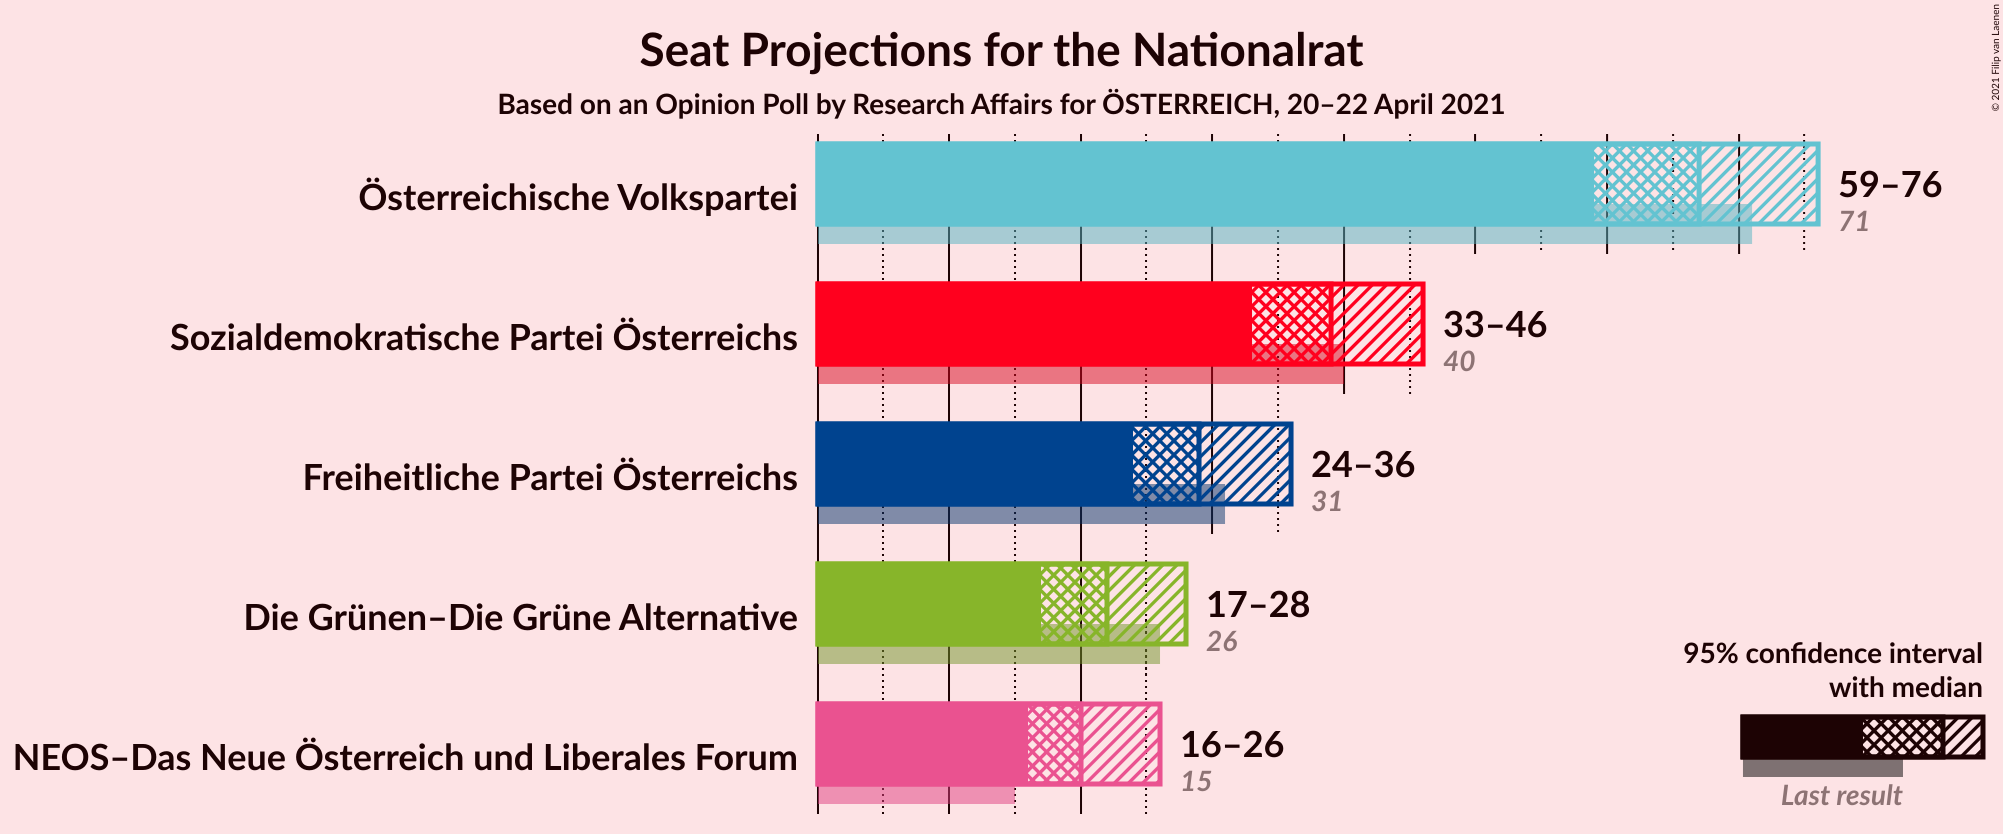 Seat Projections for the Nationalrat
Based on an Opinion Poll by Research Affairs for ÖSTERREICH, 20–22 April 2021
© 2021 Filip van Laenen
Österreichische Volkspartei
59–76
71
Sozialdemokratische Partei Österreichs
33–46
40
Freiheitliche Partei Österreichs
24–36
31
Die Grünen–Die Grüne Alternative
17–28
26
NEOS–Das Neue Österreich und Liberales Forum
16–26
15
95% confidence interval
with median
Last result